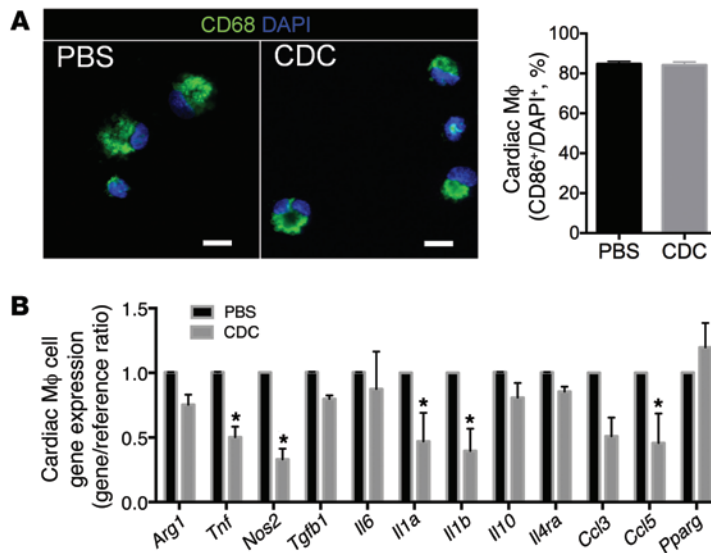 A
CD68 DAPI
PBS
CDC
Cardiac Mϕ
(CD86⁺/DAPI⁺, %)
100
80
60
40
20
0
PBS
CDC
B
PBS
CDC
Cardiac Mϕ cell
gene expression
(gene/reference ratio)
1.5
1.0
0.5
0.0
*
*
*
*
*
Arg1
Tnf
Nos2
Tgfb1
Il6
Il1a
Il1b
Il10
Il4ra
Ccl3
Ccl5
Pparg